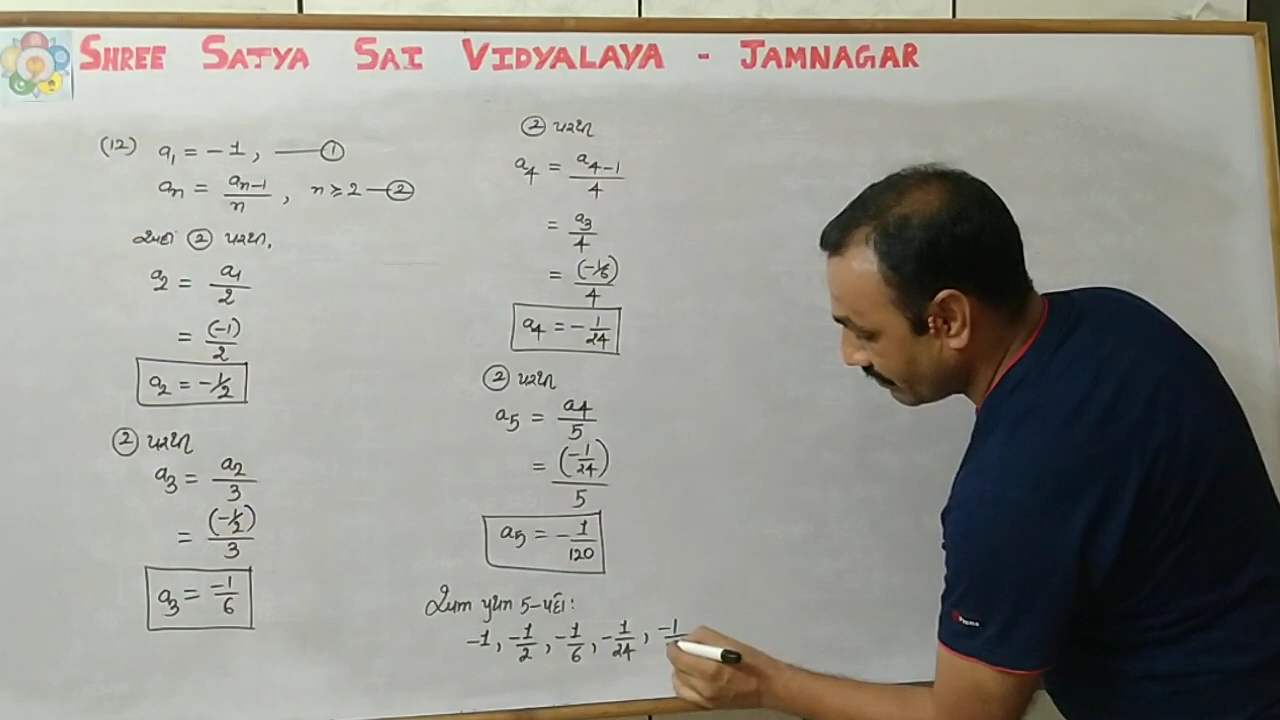 SHREE SATYA SAI VIDYALAYA - JAMNAGAR
(12) a₁ = -1, —①
aₙ = aₙ₋₁/n, n ≥ 2 —②
અહીં ② પરથી,
a₂ = a₁/2
= (-1)/2
a₂ = -1/2
② પરથી
a₃ = a₂/3
= (-1/2)/3
a₃ = -1/6
② પરથી
a₄ = a₄₋₁/4
= a₃/4
= (-1/6)/4
a₄ = -1/24
② પરથી
a₅ = a₄/5
= (-1/24)/5
a₅ = -1/120
આમ પ્રથમ 5-પદો:
-1, -1/2, -1/6, -1/24, -1